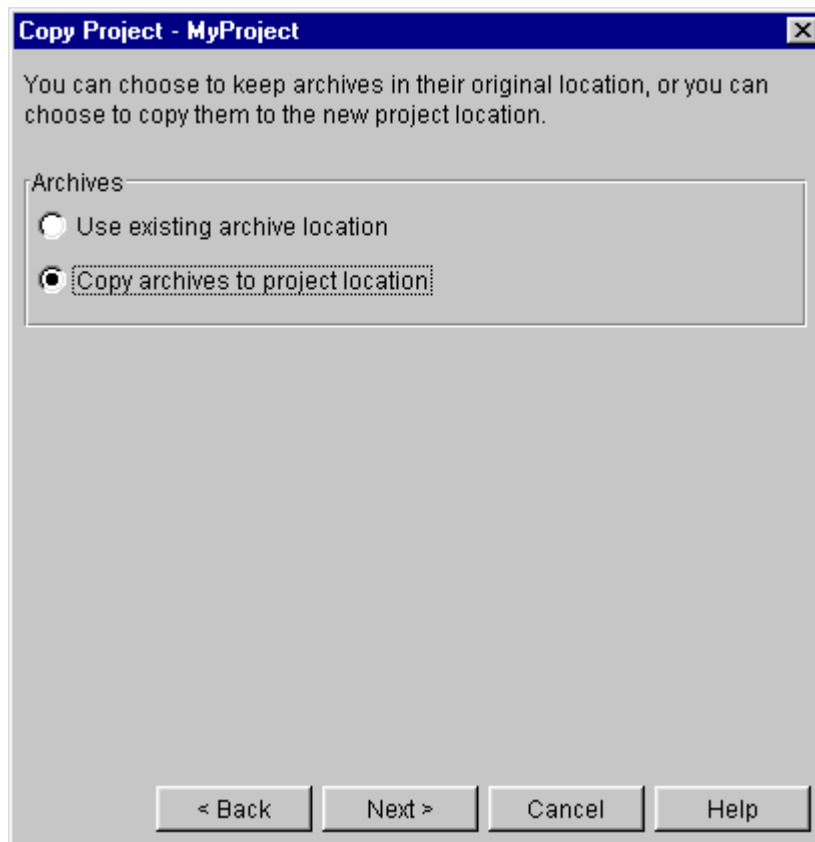 Copy Project - MyProject
You can choose to keep archives in their original location, or you can
choose to copy them to the new project location.
Archives
Use existing archive location
Copy archives to project location
< Back Next > Cancel Help